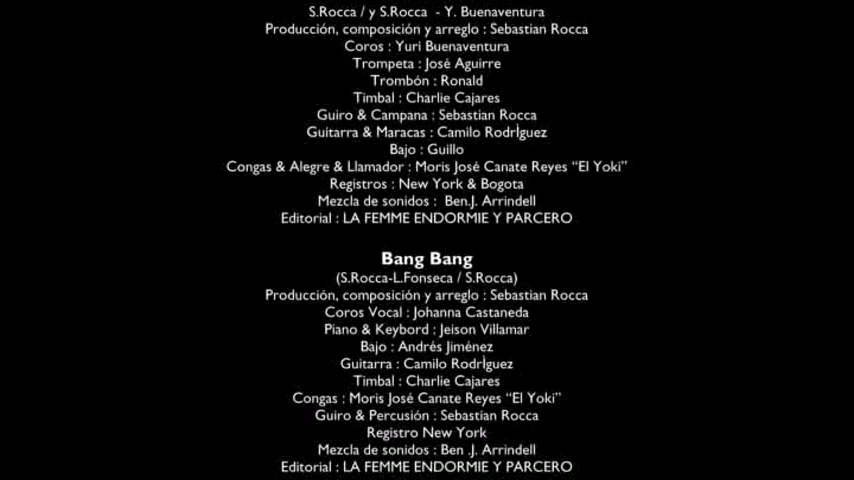 S.Rocca / y S.Rocca - Y. Buenaventura
Producción, composición y arreglo : Sebastian Rocca
Coros : Yuri Buenaventura
Trompeta : José Aguirre
Trombón : Ronald
Timbal : Charlie Cajares
Guiro & Campana : Sebastian Rocca
Guitarra & Maracas : Camilo RodrÌguez
Bajo : Guillo
Congas & Alegre & Llamador : Moris José Canate Reyes “El Yoki”
Registros : New York & Bogota
Mezcla de sonidos : Ben.J. Arrindell
Editorial : LA FEMME ENDORMIE Y PARCERO
Bang Bang
(S.Rocca-L.Fonseca / S.Rocca)
Producción, composición y arreglo : Sebastian Rocca
Coros Vocal : Johanna Castaneda
Piano & Keybord : Jeison Villamar
Bajo : Andrés Jiménez
Guitarra : Camilo RodrÌguez
Timbal : Charlie Cajares
Congas : Moris José Canate Reyes “El Yoki”
Guiro & Percusión : Sebastian Rocca
Registro New York
Mezcla de sonidos : Ben .J. Arrindell
Editorial : LA FEMME ENDORMIE Y PARCERO